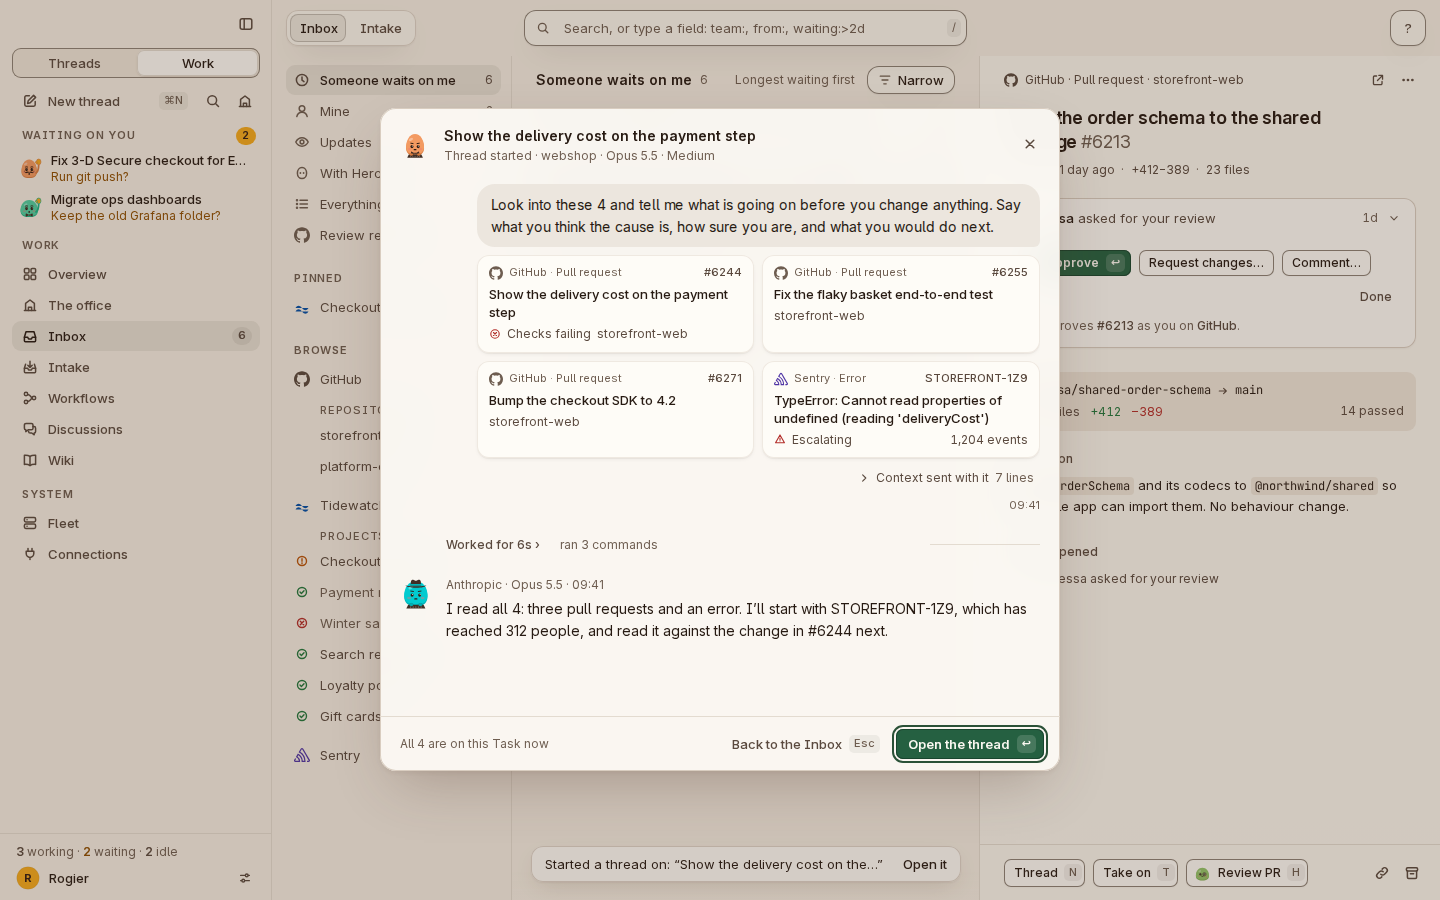 Threads
Work
New thread
⌘N
WAITING ON YOU
2
Fix 3-D Secure checkout for E…
Run git push?
Migrate ops dashboards
Keep the old Grafana folder?
WORK
Overview
The office
Inbox
6
Intake
Workflows
Discussions
Wiki
SYSTEM
Fleet
Connections
3 working · 2 waiting · 2 idle
R
Rogier
Inbox
Intake
Search, or type a field: team:, from:, waiting:>2d
/
?
Someone waits on me
6
Mine
Updates
With Hero
Everything
Review re
PINNED
Checkout
BROWSE
GitHub
REPOSITO
storefront
platform-
Tidewatch
PROJECTS
Checkout
Payment
Winter sa
Search re
Loyalty po
Gift cards
Sentry
Someone waits on me 6
Longest waiting first
Narrow
Show the delivery cost on the payment step
Thread started · webshop · Opus 5.5 · Medium
Look into these 4 and tell me what is going on before you change anything. Say
what you think the cause is, how sure you are, and what you would do next.
GitHub · Pull request
#6244
Show the delivery cost on the payment
step
Checks failing storefront-web
GitHub · Pull request
#6255
Fix the flaky basket end-to-end test
storefront-web
GitHub · Pull request
#6271
Bump the checkout SDK to 4.2
storefront-web
Sentry · Error
STOREFRONT-1Z9
TypeError: Cannot read properties of
undefined (reading 'deliveryCost')
Escalating
1,204 events
Context sent with it 7 lines
09:41
Worked for 6s ›
ran 3 commands
Anthropic · Opus 5.5 · 09:41
I read all 4: three pull requests and an error. I’ll start with STOREFRONT-1Z9, which has
reached 312 people, and read it against the change in #6244 next.
All 4 are on this Task now
Back to the Inbox
Esc
Open the thread
↩
Started a thread on: “Show the delivery cost on the…”
Open it
GitHub · Pull request · storefront-web
the order schema to the shared
ge #6213
1 day ago · +412−389 · 23 files
sa asked for your review
1d
prove
↩
Request changes…
Comment…
Done
roves #6213 as you on GitHub.
sa/shared-order-schema → main
iles +412 −389
14 passed
on
rderSchema and its codecs to @northwind/shared so
e app can import them. No behaviour change.
pened
essa asked for your review
Thread
N
Take on
T
Review PR
H